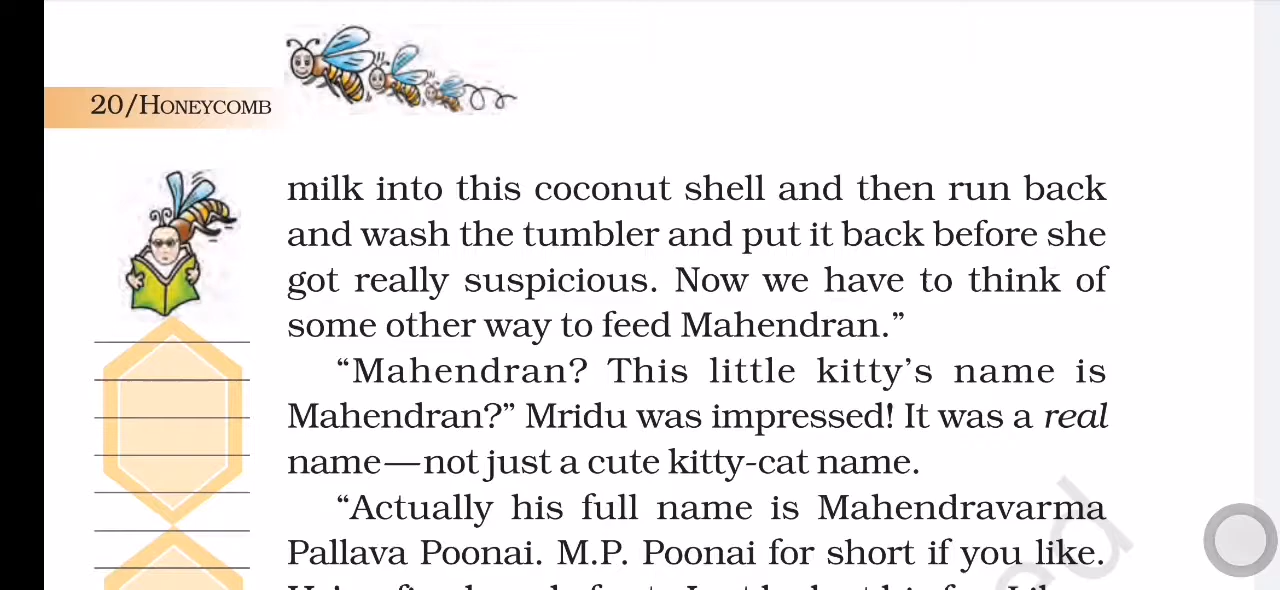 20/HONEYCOMB
milk into this coconut shell and then run back
and wash the tumbler and put it back before she
got really suspicious. Now we have to think of
some other way to feed Mahendran.”
“Mahendran? This little kitty’s name is
Mahendran?” Mridu was impressed! It was a real
name—not just a cute kitty-cat name.
“Actually his full name is Mahendravarma
Pallava Poonai. M.P. Poonai for short if you like.